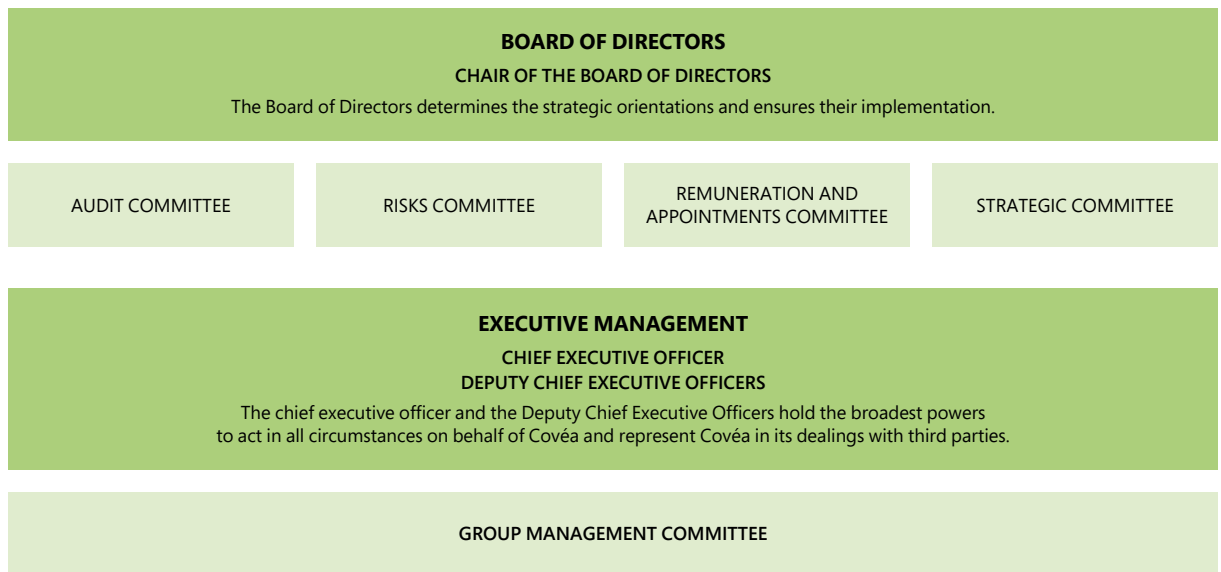 BOARD OF DIRECTORS
CHAIR OF THE BOARD OF DIRECTORS
The Board of Directors determines the strategic orientations and ensures their implementation.
AUDIT COMMITTEE
RISKS COMMITTEE
REMUNERATION AND
APPOINTMENTS COMMITTEE
STRATEGIC COMMITTEE
EXECUTIVE MANAGEMENT
CHIEF EXECUTIVE OFFICER
DEPUTY CHIEF EXECUTIVE OFFICERS
The chief executive officer and the Deputy Chief Executive Officers hold the broadest powers
to act in all circumstances on behalf of Covéa and represent Covéa in its dealings with third parties.
GROUP MANAGEMENT COMMITTEE